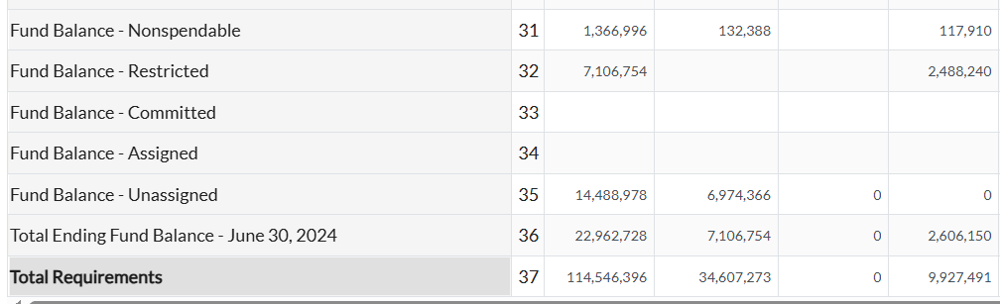 Fund Balance - Nonspendable 31 1,366,996 132,388 117,910
Fund Balance - Restricted 32 7,106,754 2,488,240
Fund Balance - Committed 33
Fund Balance - Assigned 34
Fund Balance - Unassigned 35 14,488,978 6,974,366 0 0
Total Ending Fund Balance - June 30, 2024 36 22,962,728 7,106,754 0 2,606,150
Total Requirements 37 114,546,396 34,607,273 0 9,927,491